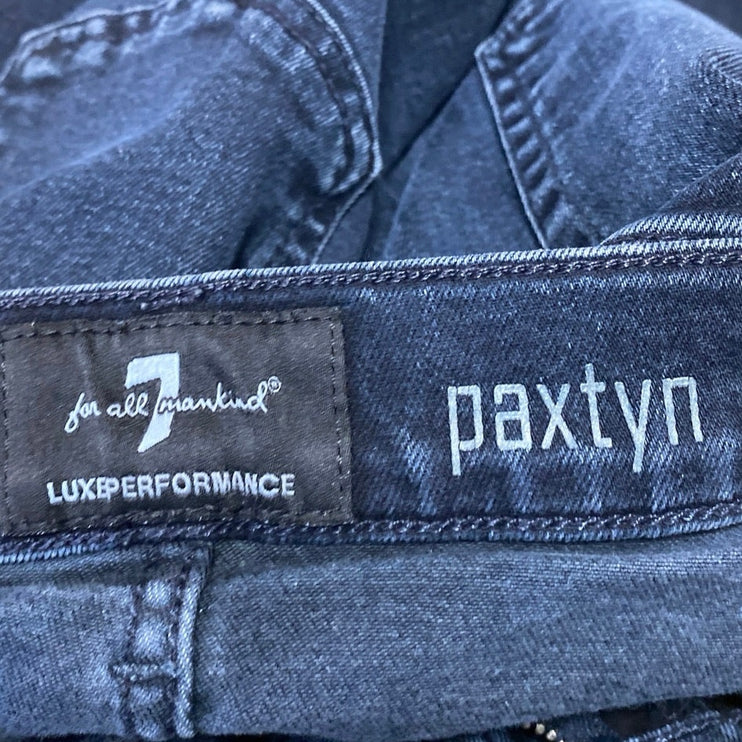 7
for all mankind®
LUXEPERFORMANCE
paxtyn